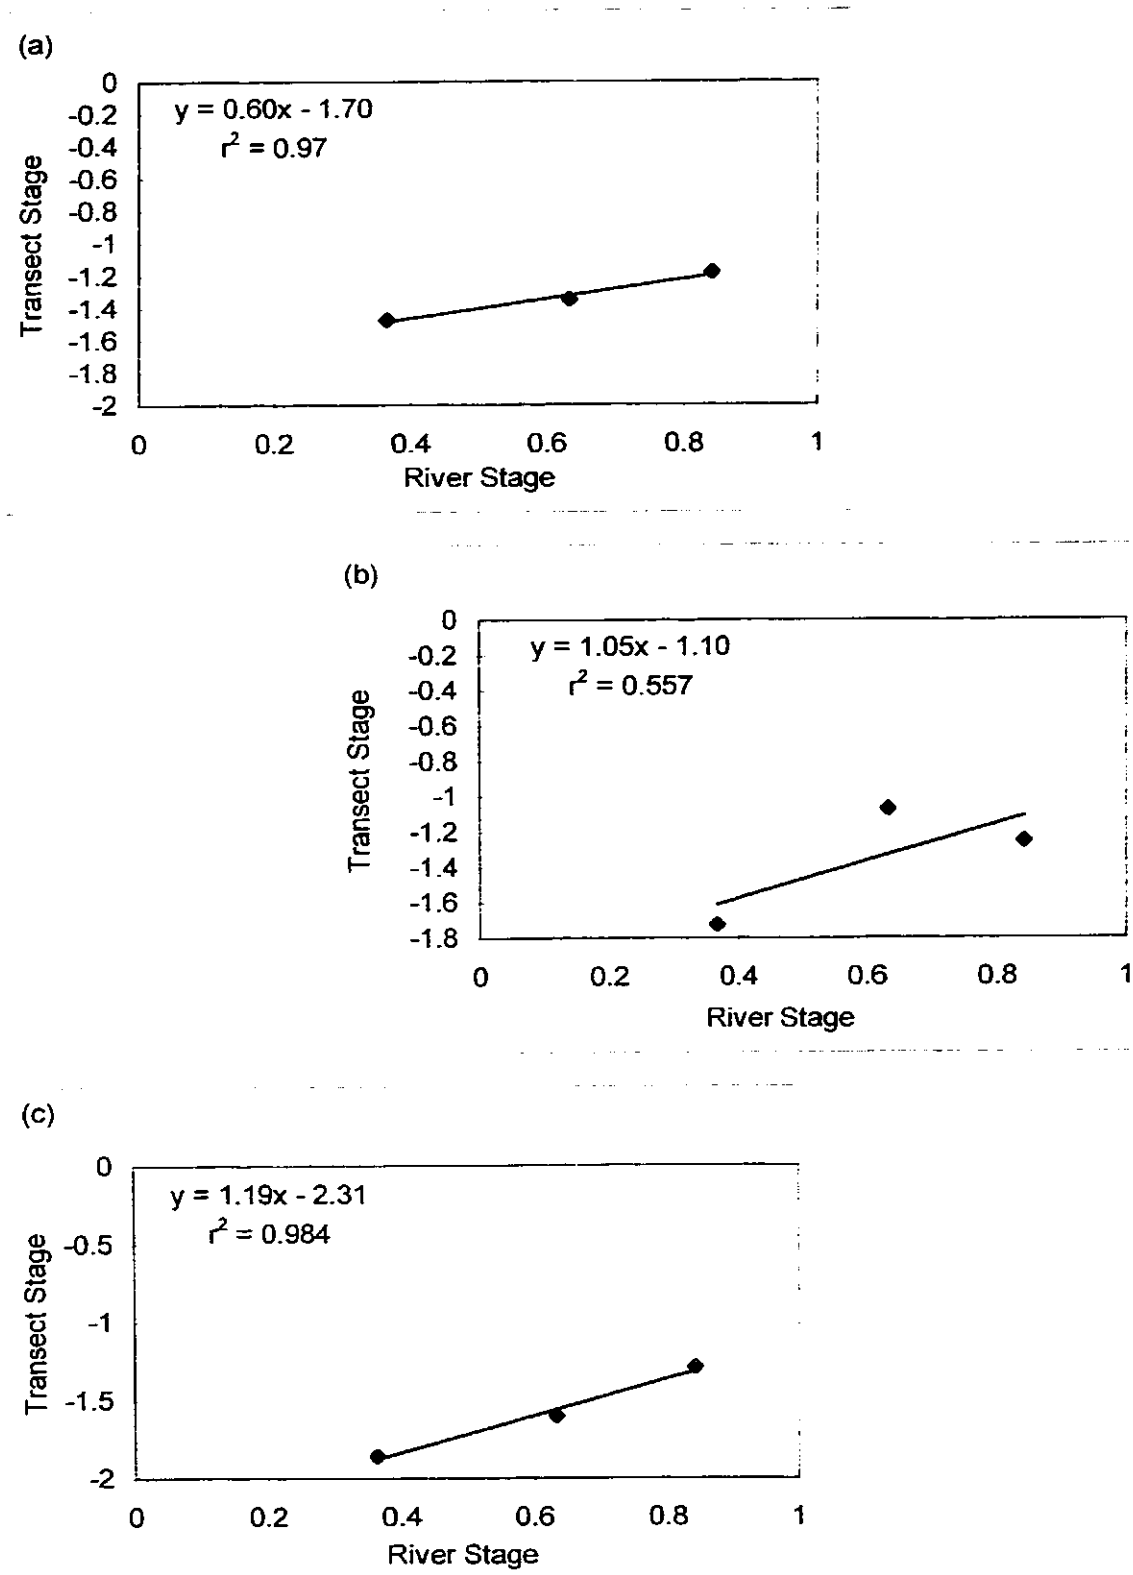 (a)
y = 0.60x - 1.70
r² = 0.97
0
-0.2
-0.4
-0.6
-0.8
-1
-1.2
-1.4
-1.6
-1.8
-2
Transect Stage
0 0.2 0.4 0.6 0.8 1
River Stage
(b)
y = 1.05x - 1.10
r² = 0.557
0
-0.2
-0.4
-0.6
-0.8
-1
-1.2
-1.4
-1.6
-1.8
Transect Stage
0 0.2 0.4 0.6 0.8 1
River Stage
(c)
y = 1.19x - 2.31
r² = 0.984
0
-0.5
-1
-1.5
-2
Transect Stage
0 0.2 0.4 0.6 0.8 1
River Stage